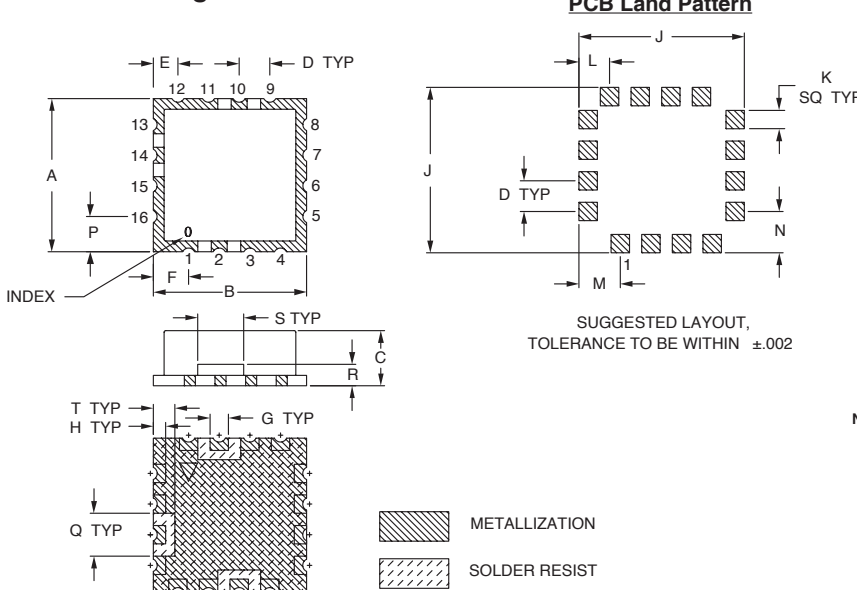 PCB Land Pattern
E
D TYP
12 11 10 9
13
14
15
16
8
7
6
5
A
P
0
1 2 3 4
F
B
INDEX
J
L
K
SQ TYP
J
D TYP
N
M
1
SUGGESTED LAYOUT,
TOLERANCE TO BE WITHIN ±.002
S TYP
C
R
T TYP
H TYP
G TYP
Q TYP
METALLIZATION
SOLDER RESIST